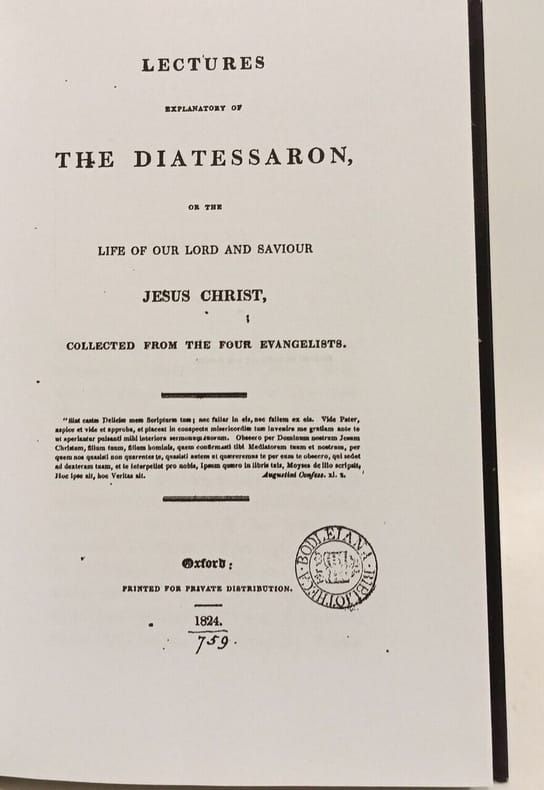 LECTURES
EXPLANATORY OF
THE DIATESSARON,
OR THE
LIFE OF OUR LORD AND SAVIOUR
JESUS CHRIST,
COLLECTED FROM THE FOUR EVANGELISTS.
"Sint castæ Deliciæ meæ Scripturæ tuæ; nec fallar in eis, nec fallam ex eis. Vide Pater,
aspice et vide et approba, et placeat in conspectu misericordiæ tuæ invenire me gratiam ante te
ut aperiantur pulsanti mihi interiora sermonum tuorum. Obsecro per Dominum nostrum Jesum
Christum, filium tuum, filium hominis, quem confirmasti tibi Mediatorem tuum et nostrum, per
quem nos quæsisti non quærentes te, quæsisti autem ut quæreremus te per eum te obsecro, qui sedet
ad dexteram tuam, et te interpellat pro nobis, Ipsum quæro in libris tuis, Moyses de illo scripsit,
Hoc ipse ait, hoc Veritas ait. Augustini Confess. xi. 2.
Oxford:
PRINTED FOR PRIVATE DISTRIBUTION.
BIBLIOTHECA BODLEIANA
1824.
759.